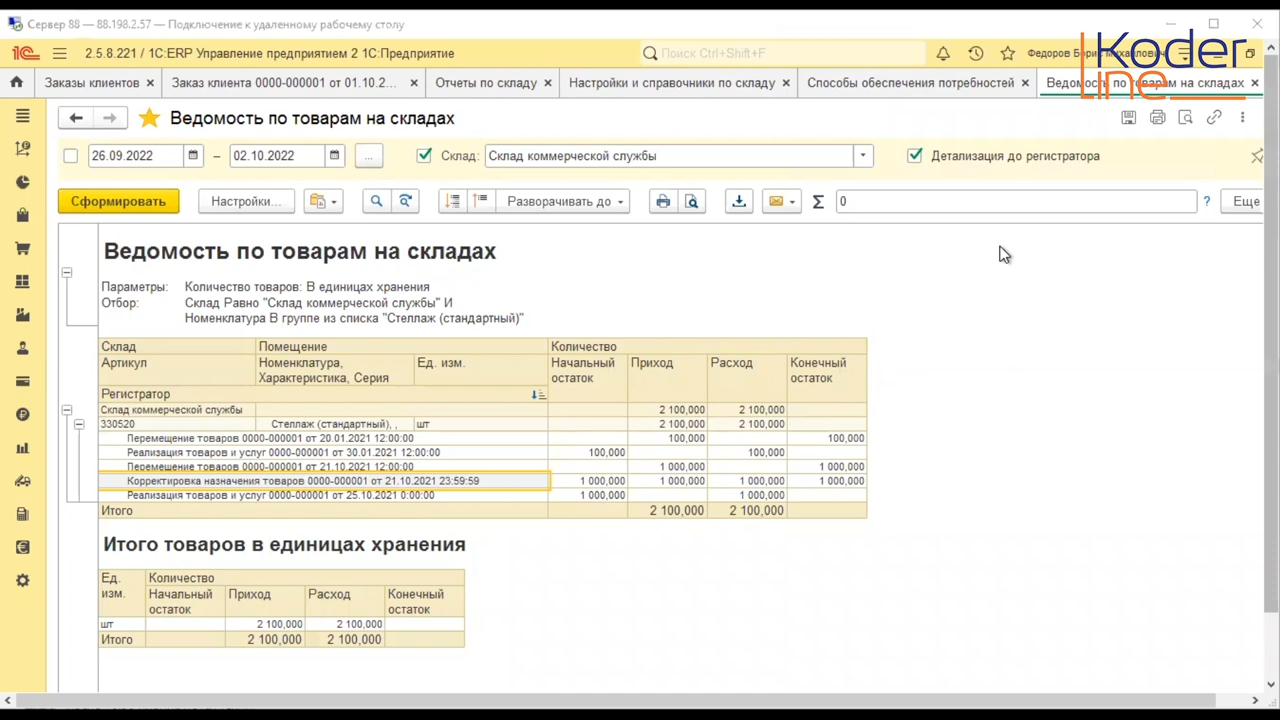 Сервер 88 — 88.198.2.57 — Подключение к удаленному рабочему столу
1С 2.5.8.221 / 1С:ERP Управление предприятием 2 1С:Предприятие Поиск Ctrl+Shift+F Федоров
Koder Line
Заказы клиентов Заказ клиента 0000-000001 от 01.10.2... Отчеты по складу Настройки и справочники по складу Способы обеспечения потребностей Ведомость по товарам на складах
Ведомость по товарам на складах
26.09.2022 – 02.10.2022 ... Склад: Склад коммерческой службы Детализация до регистратора
Сформировать Настройки... Разворачивать до Σ 0 ? Еще
Ведомость по товарам на складах
Параметры: Количество товаров: В единицах хранения
Отбор: Склад Равно "Склад коммерческой службы" И
Номенклатура В группе из списка "Стеллаж (стандартный)"
Склад Помещение Количество
Артикул Номенклатура, Характеристика, Серия Ед. изм. Начальный остаток Приход Расход Конечный остаток
Регистратор
Склад коммерческой службы 2 100,000 2 100,000
330520 Стеллаж (стандартный), , шт 2 100,000 2 100,000
Перемещение товаров 0000-000001 от 20.01.2021 12:00:00 100,000 100,000
Реализация товаров и услуг 0000-000001 от 30.01.2021 12:00:00 100,000 100,000
Перемещение товаров 0000-000001 от 21.10.2021 12:00:00 1 000,000 1 000,000
Корректировка назначения товаров 0000-000001 от 21.10.2021 23:59:59 1 000,000 1 000,000 1 000,000 1 000,000
Реализация товаров и услуг 0000-000001 от 25.10.2021 0:00:00 1 000,000 1 000,000
Итого 2 100,000 2 100,000
Итого товаров в единицах хранения
Ед. изм. Количество
Начальный остаток Приход Расход Конечный остаток
шт 2 100,000 2 100,000
Итого 2 100,000 2 100,000